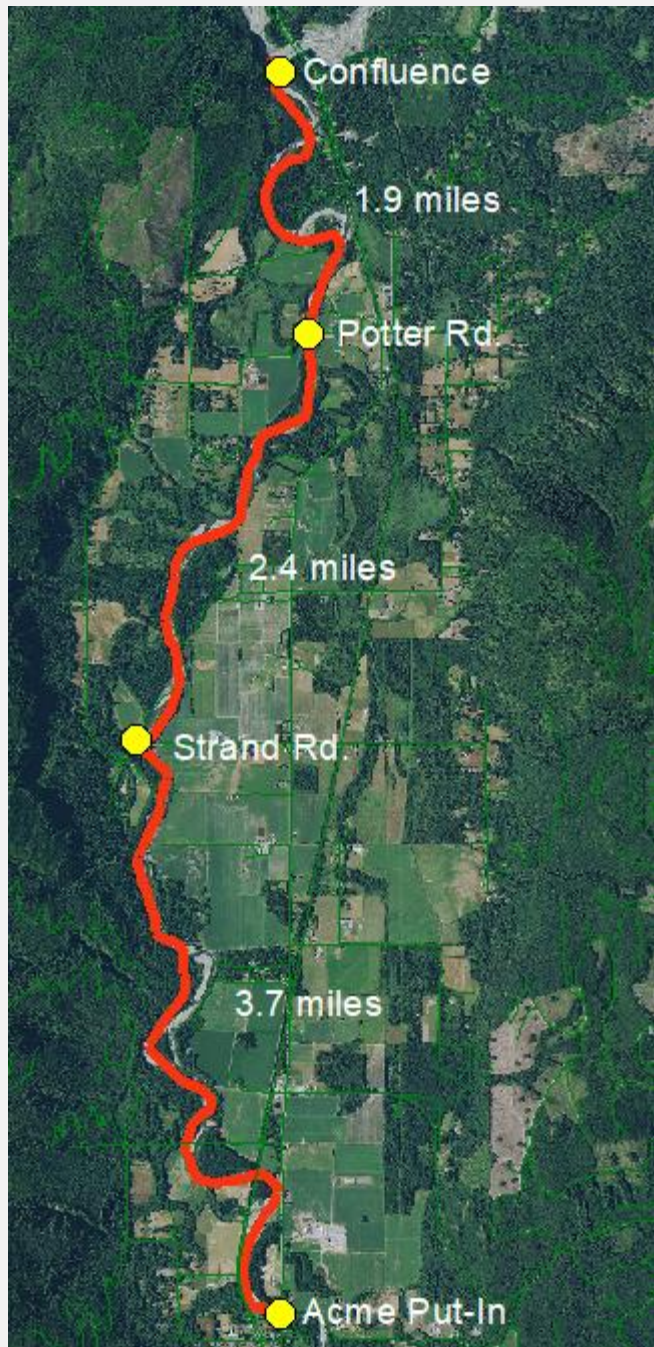 Confluence
1.9 miles
Potter Rd.
2.4 miles
Strand Rd.
3.7 miles
Acme Put-In